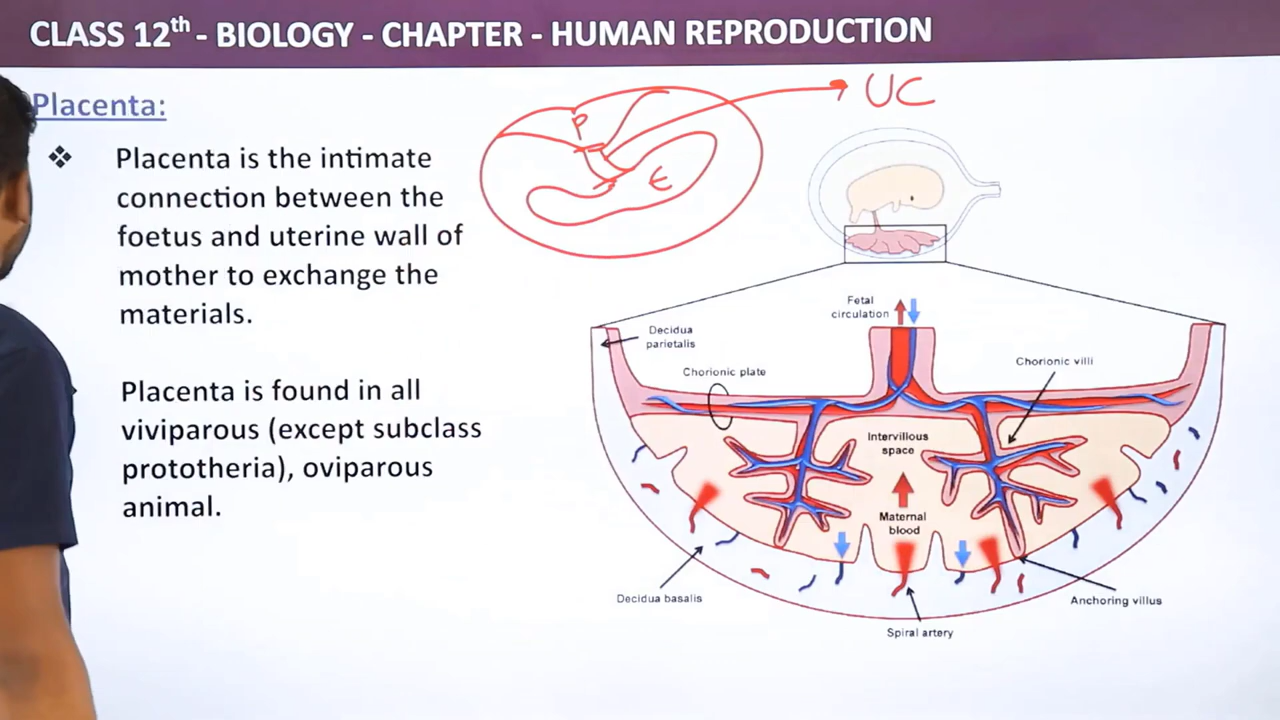 CLASS 12th - BIOLOGY - CHAPTER - HUMAN REPRODUCTION
Placenta:
❖ Placenta is the intimate
connection between the
foetus and uterine wall of
mother to exchange the
materials.
Placenta is found in all
viviparous (except subclass
prototheria), oviparous
animal.
P
E
UC
Fetal
circulation
Decidua
parietalis
Chorionic plate
Chorionic villi
Intervillous
space
Maternal
blood
Decidua basalis
Spiral artery
Anchoring villus